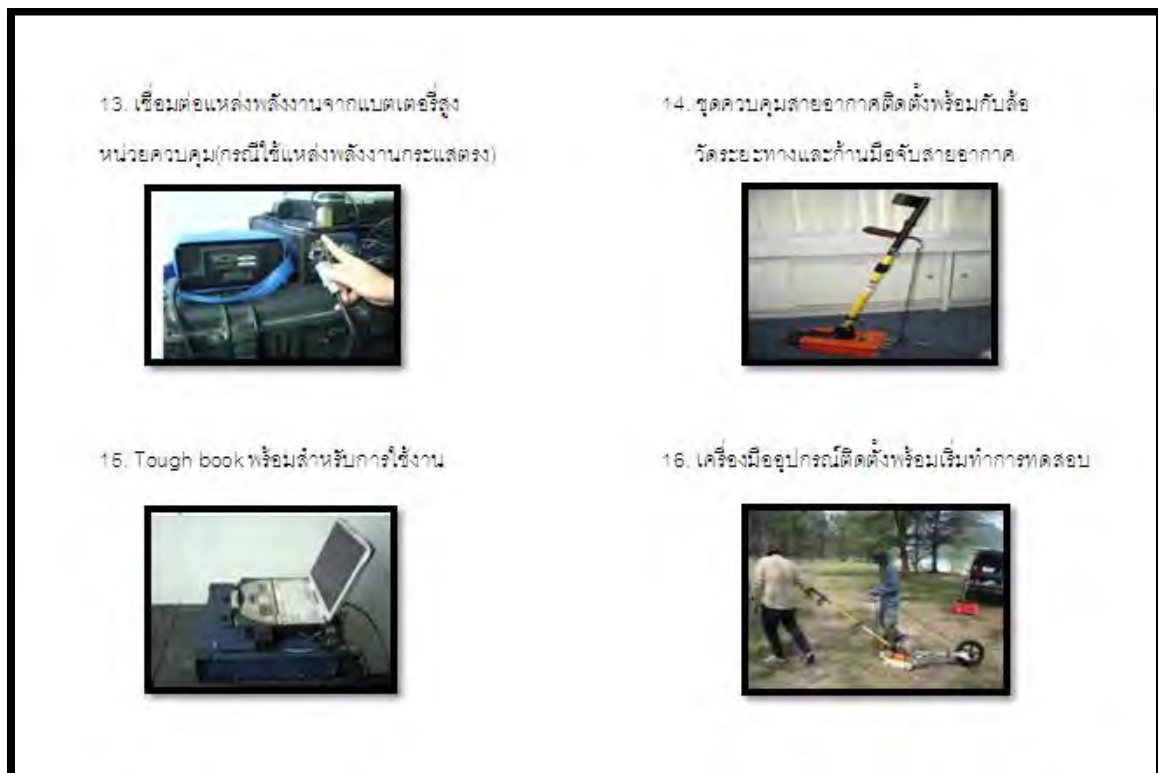 13. เชื่อมต่อแหล่งพลังงานจากแบตเตอรี่สูง
หน่วยควบคุม(กรณีใช้แหล่งพลังงานกระแสตรง)
14. ชุดควบคุมสายอากาศติดตั้งพร้อมกับล้อ
วัดระยะทางและก้านมือจับสายอากาศ
15. Tough book พร้อมสำหรับการใช้งาน
16. เครื่องมืออุปกรณ์ติดตั้งพร้อมเริ่มทำการทดสอบ